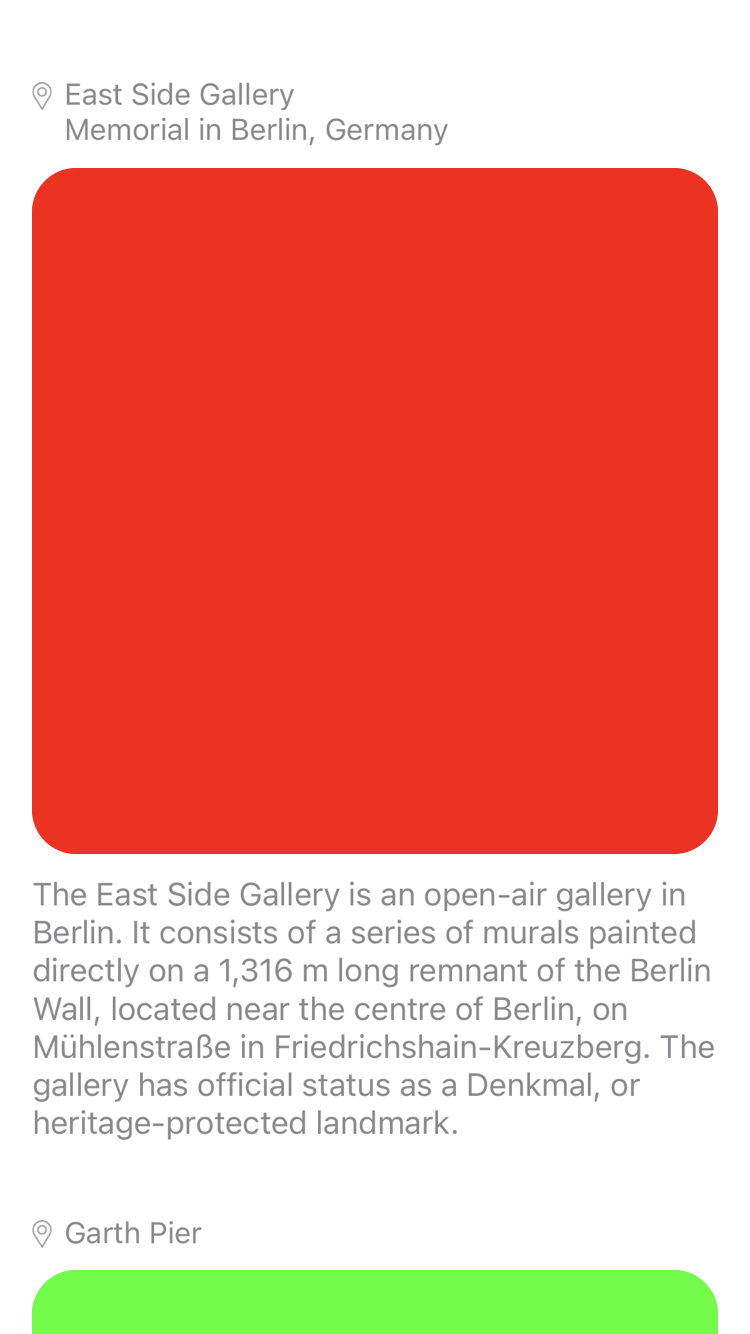 East Side Gallery
Memorial in Berlin, Germany
The East Side Gallery is an open-air gallery in
Berlin. It consists of a series of murals painted
directly on a 1,316 m long remnant of the Berlin
Wall, located near the centre of Berlin, on
Mühlenstraße in Friedrichshain-Kreuzberg. The
gallery has official status as a Denkmal, or
heritage-protected landmark.
Garth Pier